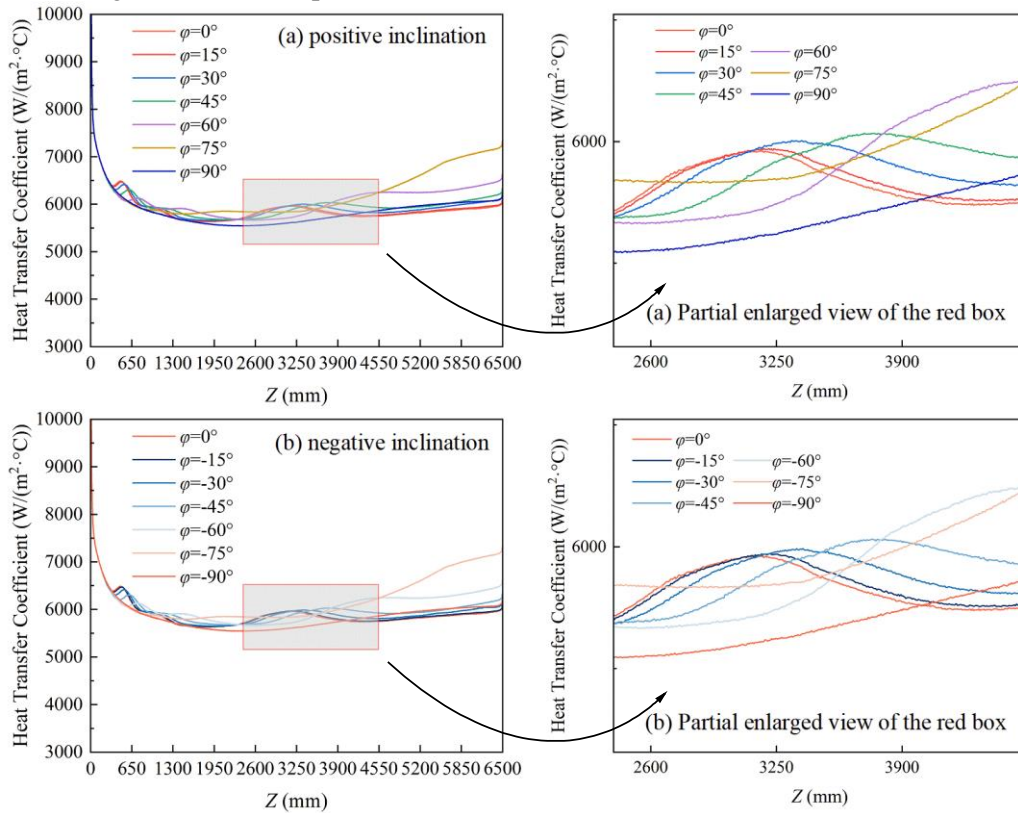 (a) positive inclination
φ=0°
φ=15°
φ=30°
φ=45°
φ=60°
φ=75°
φ=90°
Heat Transfer Coefficient (W/(m²·°C))
10000
9000
8000
7000
6000
5000
4000
3000
0 650 1300 1950 2600 3250 3900 4550 5200 5850 6500
Z (mm)
φ=0°
φ=15°
φ=30°
φ=45°
φ=60°
φ=75°
φ=90°
Heat Transfer Coefficient (W/(m²·°C))
6000
(a) Partial enlarged view of the red box
2600 3250 3900
Z (mm)
(b) negative inclination
φ=0°
φ=-15°
φ=-30°
φ=-45°
φ=-60°
φ=-75°
φ=-90°
Heat Transfer Coefficient (W/(m²·°C))
10000
9000
8000
7000
6000
5000
4000
3000
0 650 1300 1950 2600 3250 3900 4550 5200 5850 6500
Z (mm)
φ=0°
φ=-15°
φ=-30°
φ=-45°
φ=-60°
φ=-75°
φ=-90°
Heat Transfer Coefficient (W/(m²·°C))
6000
(b) Partial enlarged view of the red box
2600 3250 3900
Z (mm)